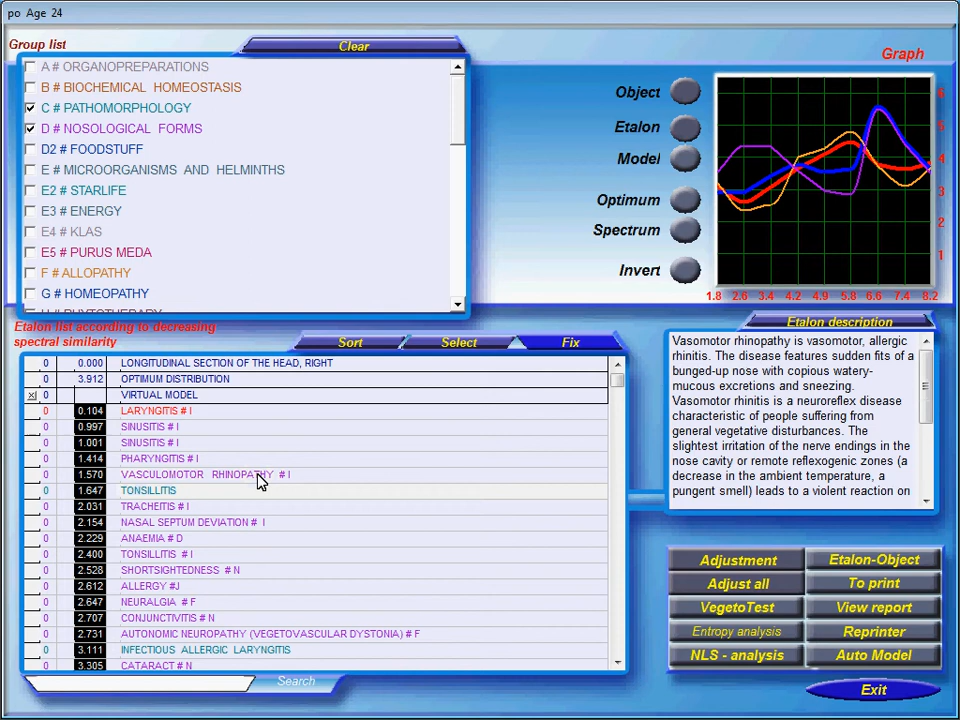 po Age 24
Group list
Clear
A # ORGANOPREPARATIONS
B # BIOCHEMICAL HOMEOSTASIS
C # PATHOMORPHOLOGY
D # NOSOLOGICAL FORMS
D2 # FOODSTUFF
E # MICROORGANISMS AND HELMINTHS
E2 # STARLIFE
E3 # ENERGY
E4 # KLAS
E5 # PURUS MEDA
F # ALLOPATHY
G # HOMEOPATHY
H # PHYTOTHERAPY
Graph
Object
Etalon
Model
Optimum
Spectrum
Invert
6
5
4
3
2
1
1.8 2.6 3.4 4.2 4.9 5.8 6.6 7.4 8.2
Etalon list according to decreasing
spectral similarity
Sort Select Fix
0 0.000 LONGITUDINAL SECTION OF THE HEAD, RIGHT
0 3.912 OPTIMUM DISTRIBUTION
x 0 VIRTUAL MODEL
0 0.104 LARYNGITIS # I
0 0.997 SINUSITIS # I
0 1.001 SINUSITIS # I
0 1.414 PHARYNGITIS # I
0 1.570 VASCULOMOTOR RHINOPATHY # I
0 1.647 TONSILLITIS
0 2.031 TRACHEITIS # I
0 2.154 NASAL SEPTUM DEVIATION # I
0 2.229 ANAEMIA # D
0 2.400 TONSILLITIS # I
0 2.528 SHORTSIGHTEDNESS # N
0 2.612 ALLERGY #J
0 2.647 NEURALGIA # F
0 2.707 CONJUNCTIVITIS # N
0 2.731 AUTONOMIC NEUROPATHY (VEGETOVASCULAR DYSTONIA) # F
0 3.111 INFECTIOUS ALLERGIC LARYNGITIS
0 3.305 CATARACT # N
Search
Etalon description
Vasomotor rhinopathy is vasomotor, allergic
rhinitis. The disease features sudden fits of a
bunged-up nose with copious watery-
mucous excretions and sneezing.
Vasomotor rhinitis is a neuroreflex disease
characteristic of people suffering from
general vegetative disturbances. The
slightest irritation of the nerve endings in the
nose cavity or remote reflexogenic zones (a
decrease in the ambient temperature, a
pungent smell) leads to a violent reaction on
Adjustment Etalon-Object
Adjust all To print
VegetoTest View report
Entropy analysis Reprinter
NLS - analysis Auto Model
Exit